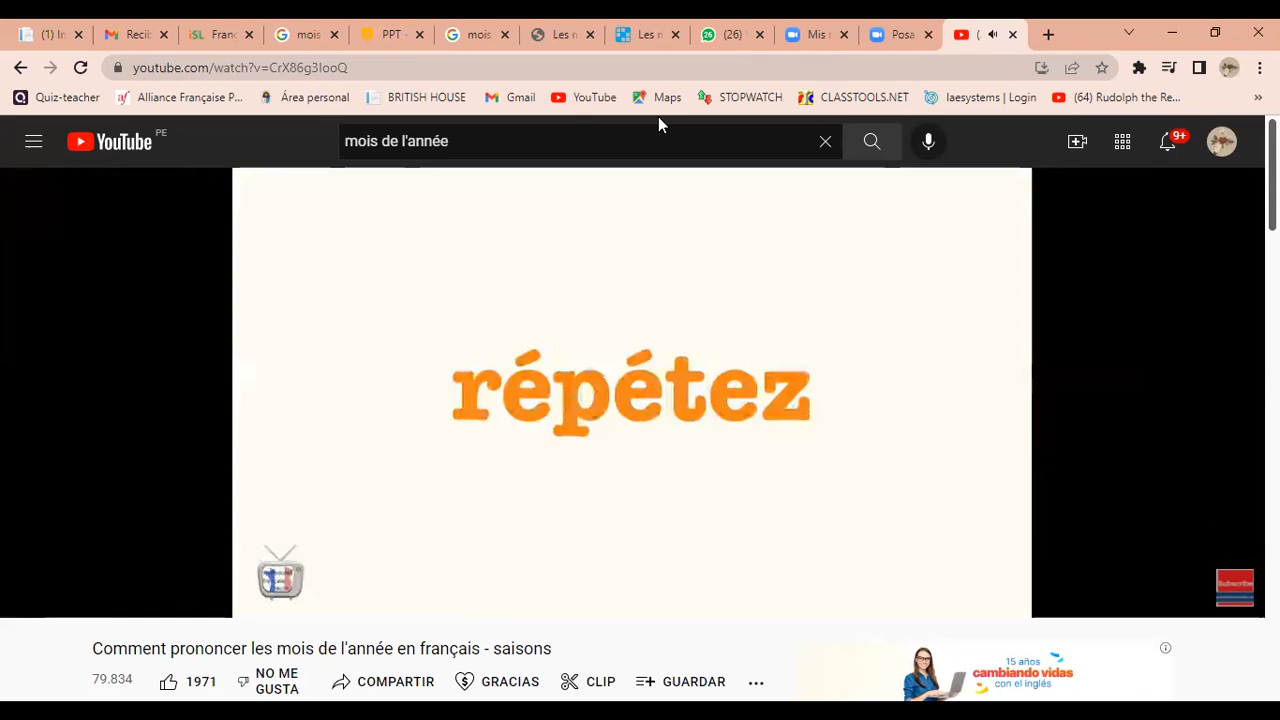 (1) In
Recib
Franc
mois
PPT -
mois
Les n
Les n
(26)
Mis r
Posa
(
youtube.com/watch?v=CrX86g3IooQ
Quiz-teacher
Alliance Française P...
Área personal
BRITISH HOUSE
Gmail
YouTube
Maps
STOPWATCH
CLASSTOOLS.NET
Iaesystems | Login
(64) Rudolph the Re...
»
YouTube PE
mois de l'année
9+
répétez
Subscribe
Comment prononcer les mois de l'année en français - saisons
79.834
1971
NO ME
GUSTA
COMPARTIR
GRACIAS
CLIP
GUARDAR
15 años
cambiando vidas
con el inglés